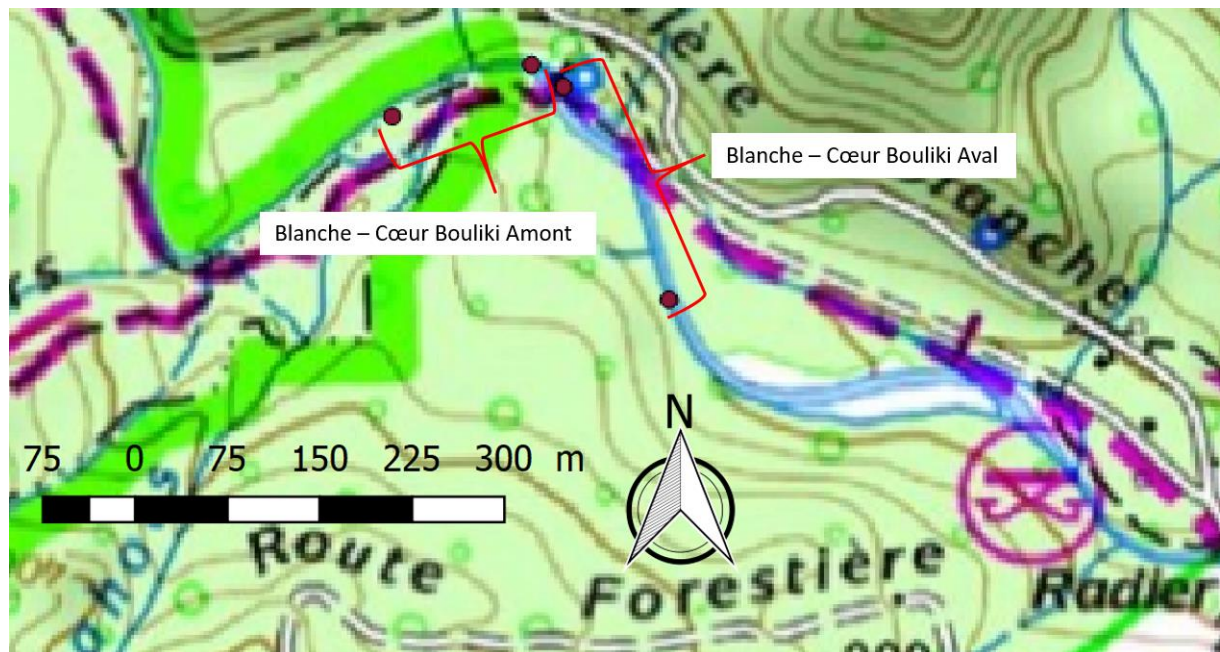 Blanche – Cœur Bouliki Aval
Blanche – Cœur Bouliki Amont
75 0 75 150 225 300 m
N
Route
Forestière
Radier